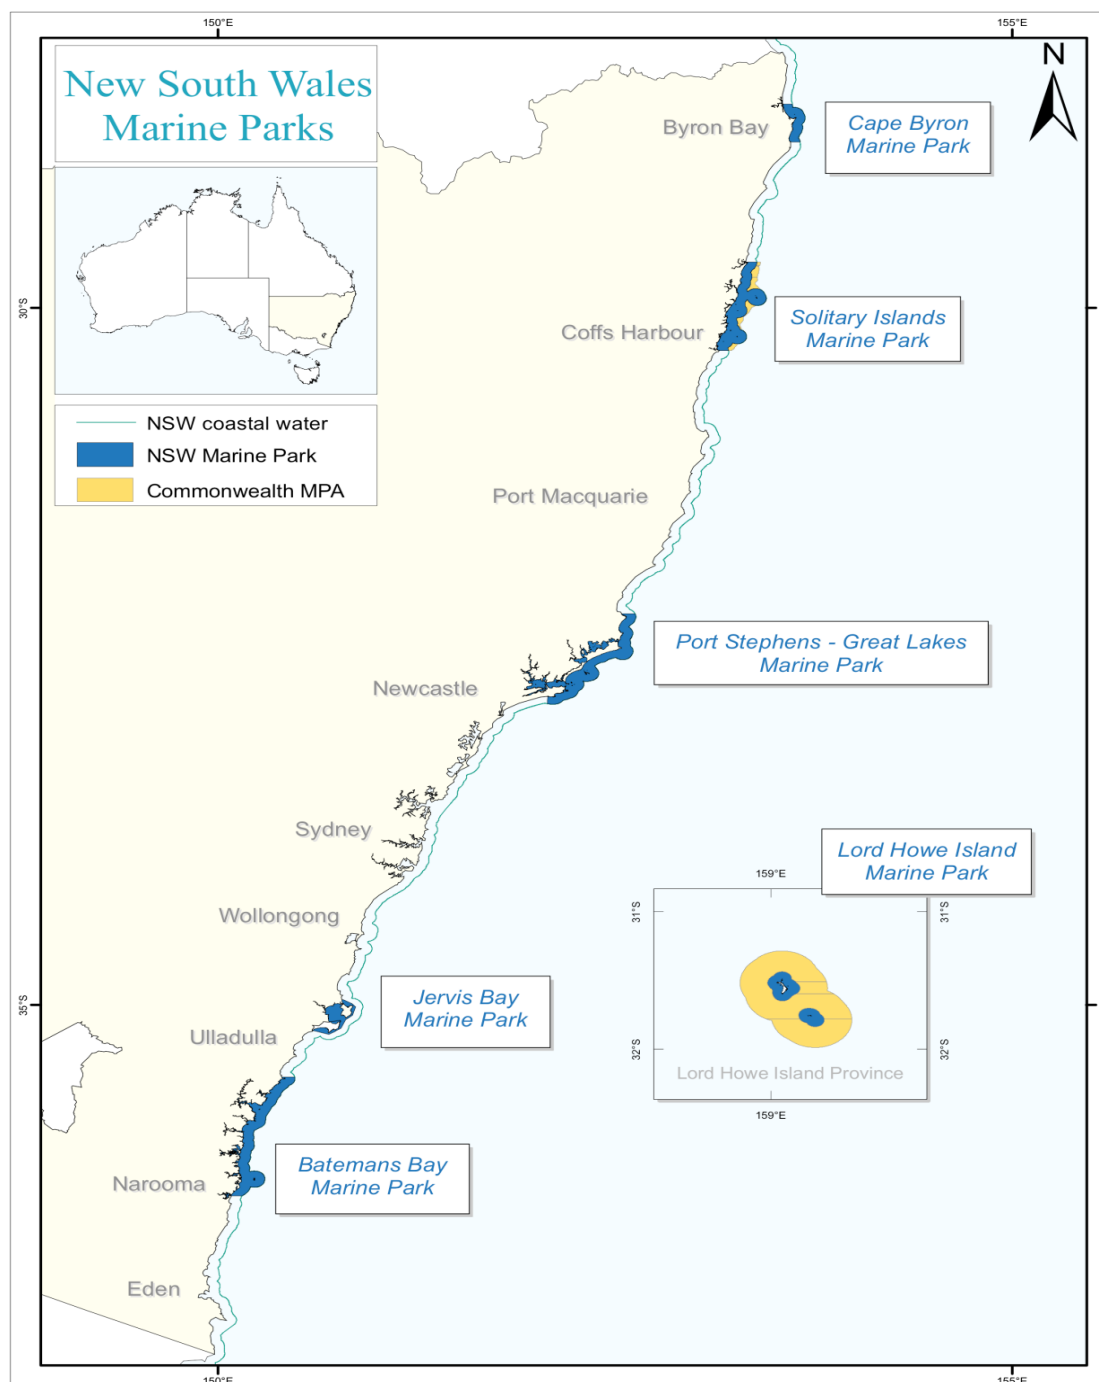 150°E
155°E
New South Wales
Marine Parks
N
Byron Bay
Cape Byron
Marine Park
30°S
Solitary Islands
Marine Park
Coffs Harbour
NSW coastal water
NSW Marine Park
Commonwealth MPA
Port Macquarie
Port Stephens - Great Lakes
Marine Park
Newcastle
Sydney
Lord Howe Island
Marine Park
159°E
31°S
31°S
Wollongong
Jervis Bay
Marine Park
35°S
Ulladulla
32°S
32°S
Lord Howe Island Province
159°E
Batemans Bay
Marine Park
Narooma
Eden
150°E
155°E